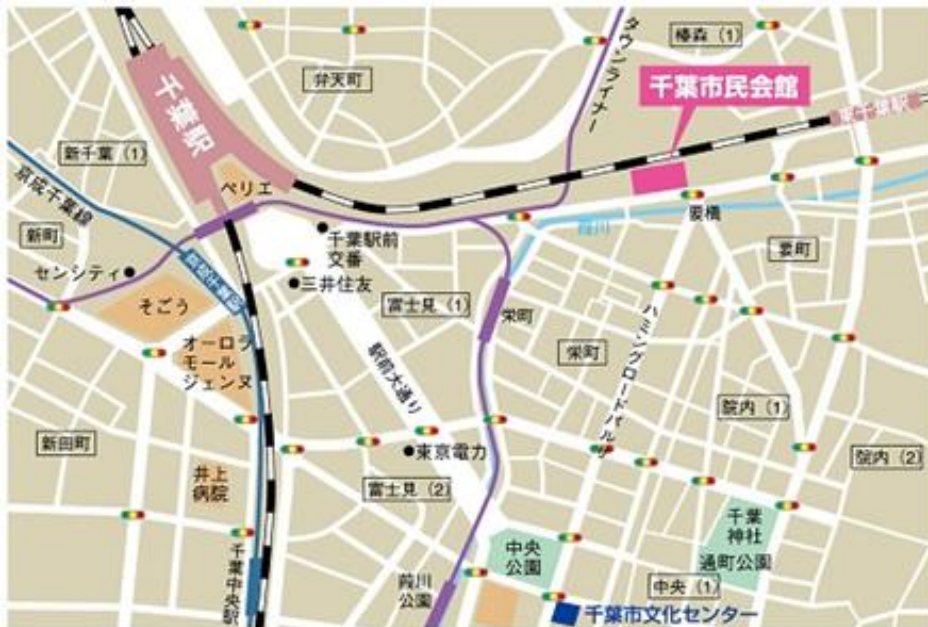 タウンライナー
椿森（1）
弁天町
千葉市民会館
東千葉駅
千葉駅
新千葉（1）
ペリエ
京成千葉線
新町
千葉駅前
交番
葭川
要橋
要町
センシティ
三井住友
そごう
富士見（1）
栄町
栄町
ハミングロードパルサ
オーロラ
モール
ジュンヌ
駅前大通り
院内（1）
新田町
東京電力
院内（2）
井上
病院
富士見（2）
千葉
神社
中央
公園
通町公園
千葉中央駅
葭川
公園
中央（1）
千葉市文化センター